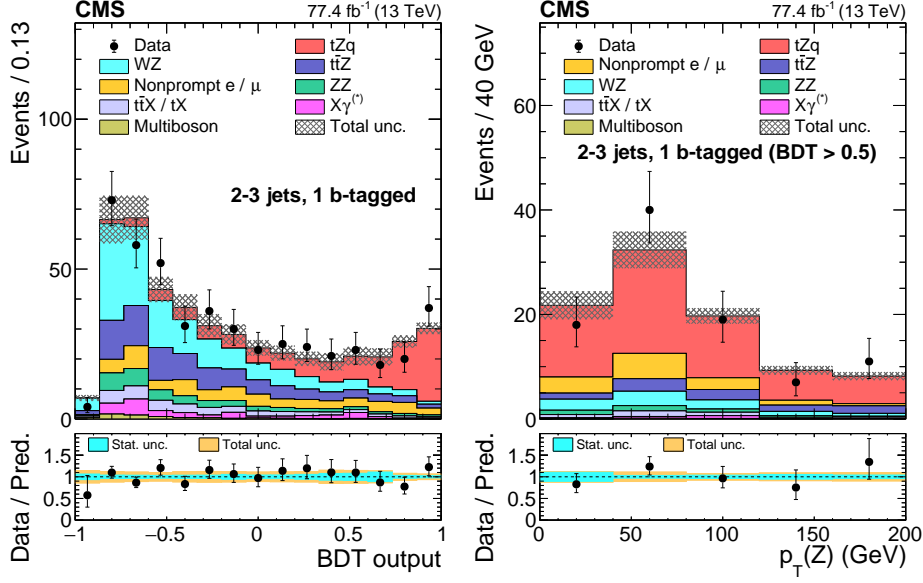 CMS 77.4 fb⁻¹ (13 TeV)
Events / 0.13
Data
tZq
WZ
tt̄Z
Nonprompt e / μ
ZZ
tt̄X / tX
Xγ⁽*⁾
Multiboson
Total unc.
2-3 jets, 1 b-tagged
100
50
0
Data / Pred.
Stat. unc.
Total unc.
1.5
1
0.5
0
−1 −0.5 0 0.5 1
BDT output
CMS 77.4 fb⁻¹ (13 TeV)
Events / 40 GeV
Data
tZq
Nonprompt e / μ
tt̄Z
WZ
ZZ
tt̄X / tX
Xγ⁽*⁾
Multiboson
Total unc.
2-3 jets, 1 b-tagged (BDT > 0.5)
60
40
20
0
Data / Pred.
Stat. unc.
Total unc.
1.5
1
0.5
0
0 50 100 150 200
p_T(Z) (GeV)